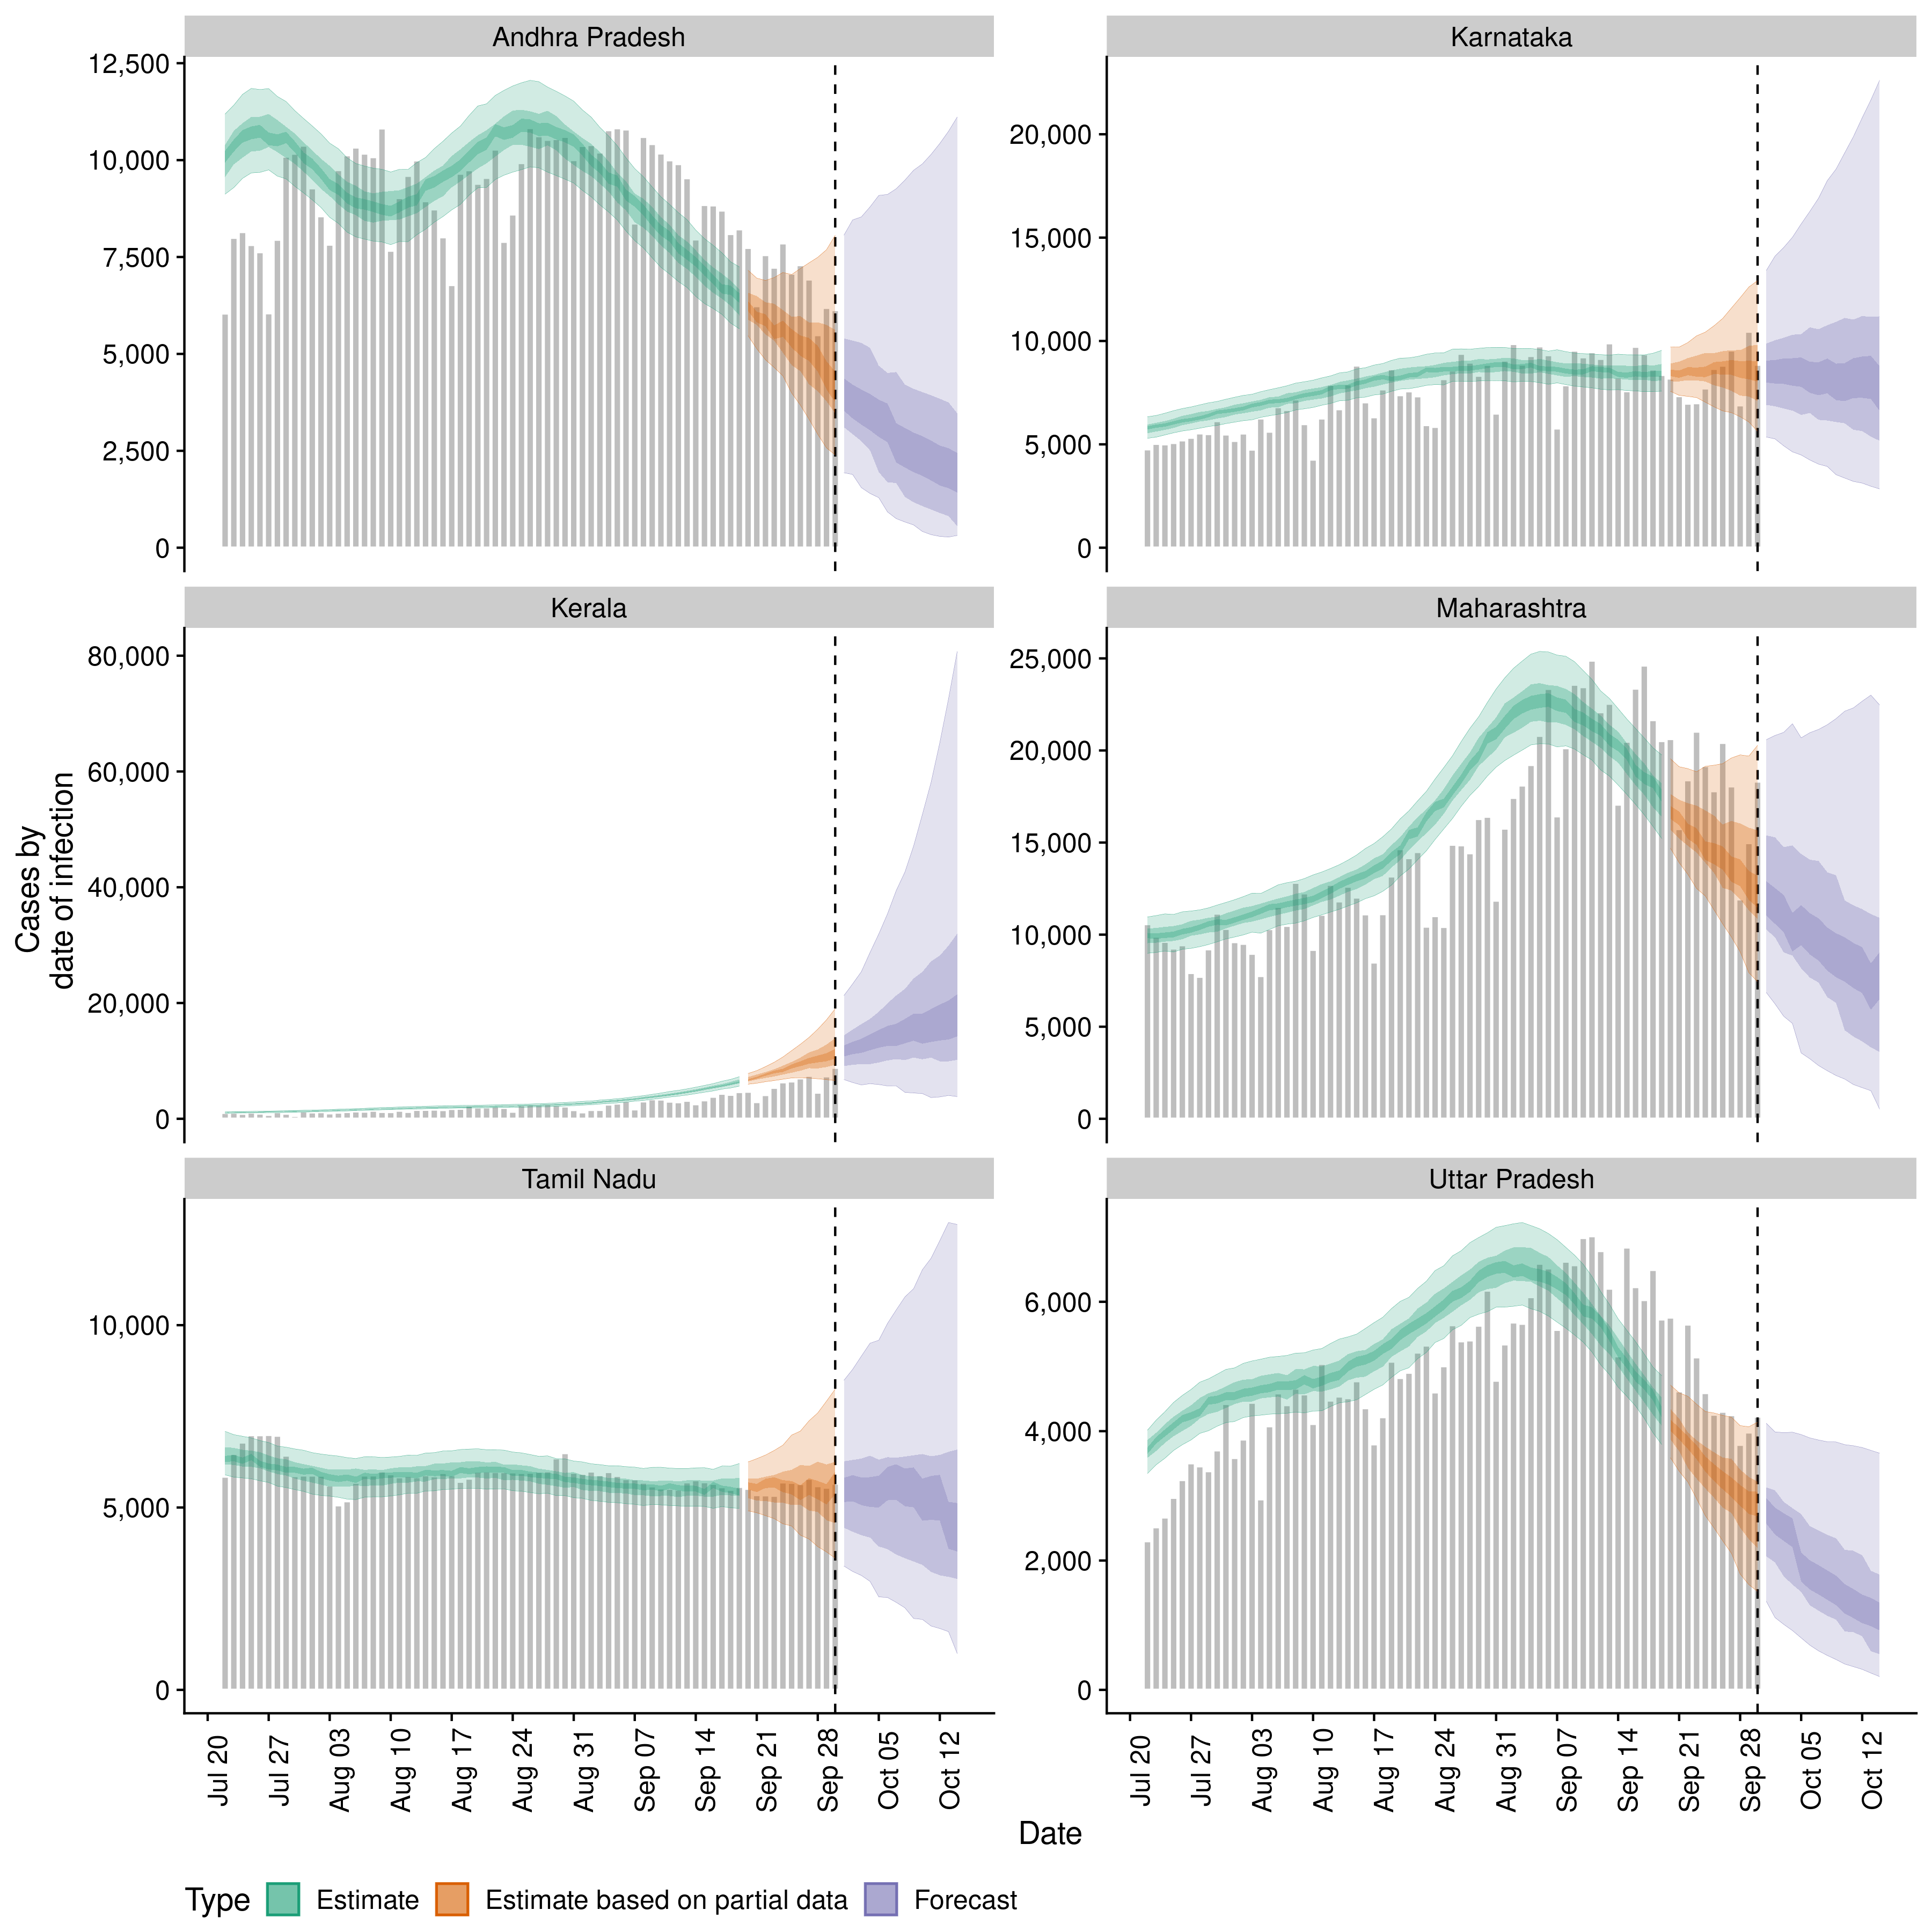 Andhra Pradesh
Karnataka
12,500
10,000
7,500
5,000
2,500
0
20,000
15,000
10,000
5,000
0
Kerala
Maharashtra
80,000
60,000
40,000
20,000
0
25,000
20,000
15,000
10,000
5,000
0
Cases by
date of infection
Tamil Nadu
Uttar Pradesh
10,000
5,000
0
6,000
4,000
2,000
0
Jul 20
Jul 27
Aug 03
Aug 10
Aug 17
Aug 24
Aug 31
Sep 07
Sep 14
Sep 21
Sep 28
Oct 05
Oct 12
Jul 20
Jul 27
Aug 03
Aug 10
Aug 17
Aug 24
Aug 31
Sep 07
Sep 14
Sep 21
Sep 28
Oct 05
Oct 12
Date
Type Estimate Estimate based on partial data Forecast